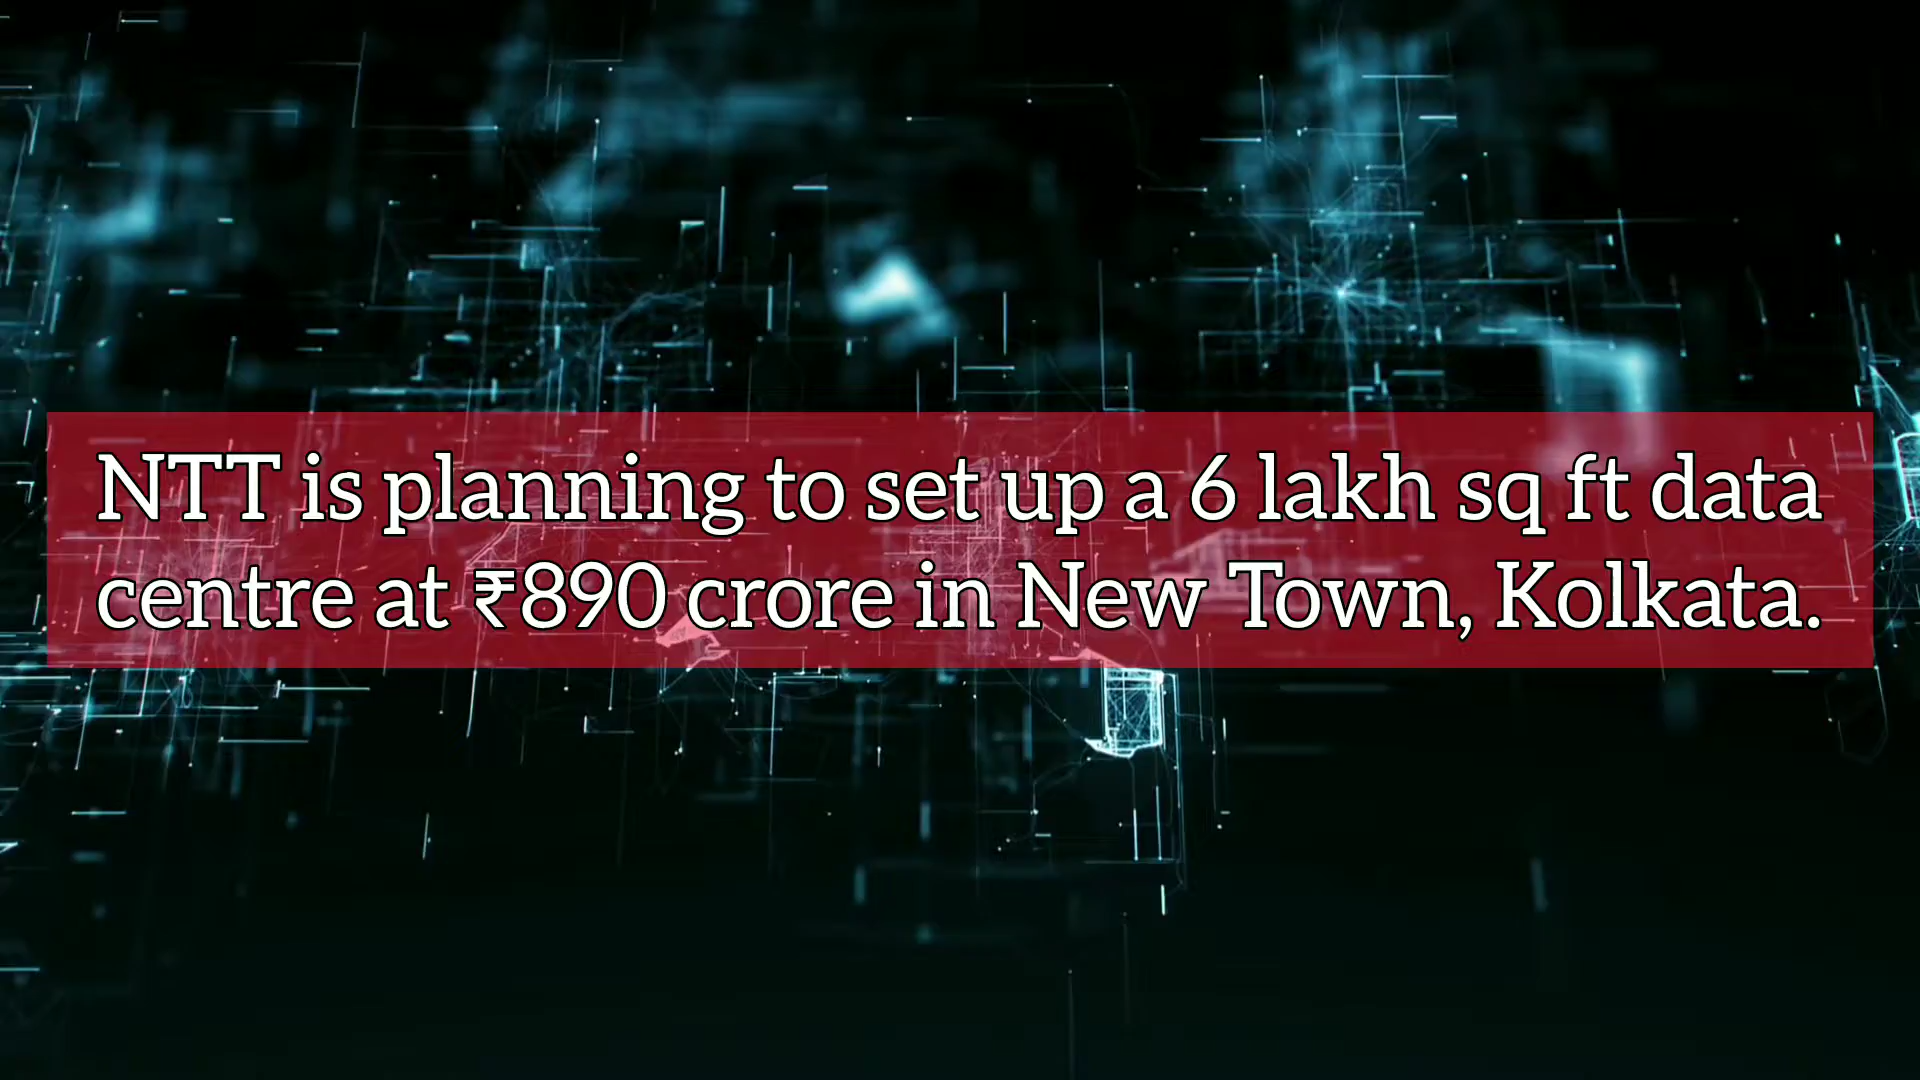 NTT is planning to set up a 6 lakh sq ft data
centre at ₹890 crore in New Town, Kolkata.